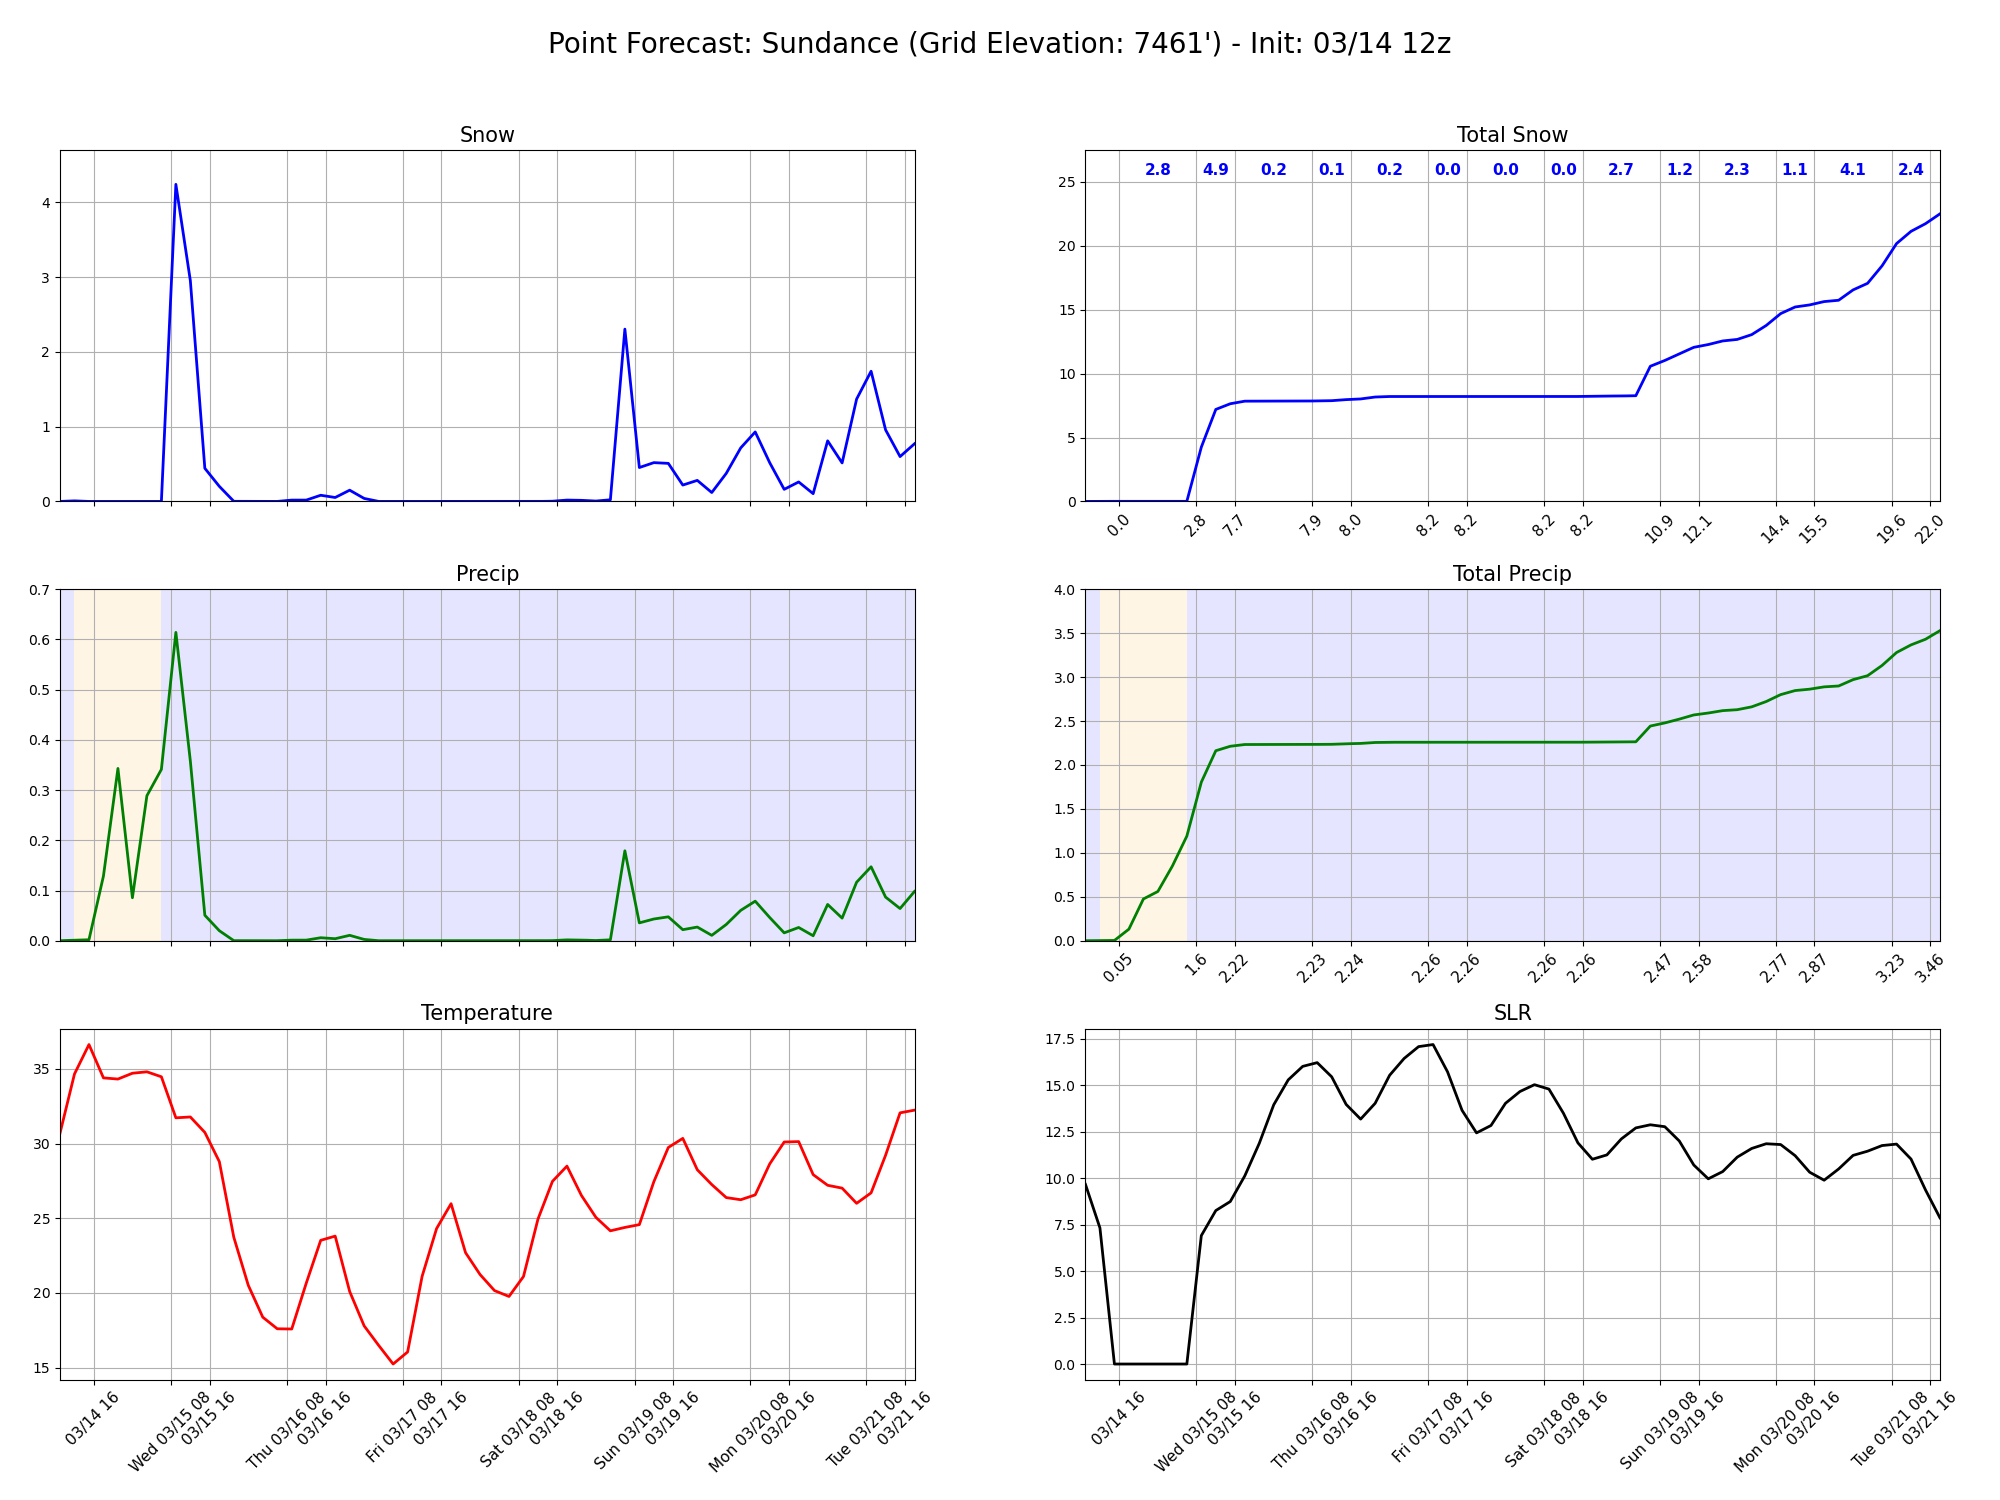 Point Forecast: Sundance (Grid Elevation: 7461') - Init: 03/14 12z
Snow
4
3
2
1
0
Total Snow
2.8 4.9 0.2 0.1 0.2 0.0 0.0 0.0 2.7 1.2 2.3 1.1 4.1 2.4
25
20
15
10
5
0
0.0 2.8 7.7 7.9 8.0 8.2 8.2 8.2 8.2 10.9 12.1 14.4 15.5 19.6 22.0
Precip
0.7
0.6
0.5
0.4
0.3
0.2
0.1
0.0
Total Precip
4.0
3.5
3.0
2.5
2.0
1.5
1.0
0.5
0.0
0.05 1.6 2.22 2.23 2.24 2.26 2.26 2.26 2.26 2.47 2.58 2.77 2.87 3.23 3.46
Temperature
35
30
25
20
15
03/14 16
Wed 03/15 08
03/15 16
Thu 03/16 08
03/16 16
Fri 03/17 08
03/17 16
Sat 03/18 08
03/18 16
Sun 03/19 08
03/19 16
Mon 03/20 08
03/20 16
Tue 03/21 08
03/21 16
SLR
17.5
15.0
12.5
10.0
7.5
5.0
2.5
0.0
03/14 16
Wed 03/15 08
03/15 16
Thu 03/16 08
03/16 16
Fri 03/17 08
03/17 16
Sat 03/18 08
03/18 16
Sun 03/19 08
03/19 16
Mon 03/20 08
03/20 16
Tue 03/21 08
03/21 16